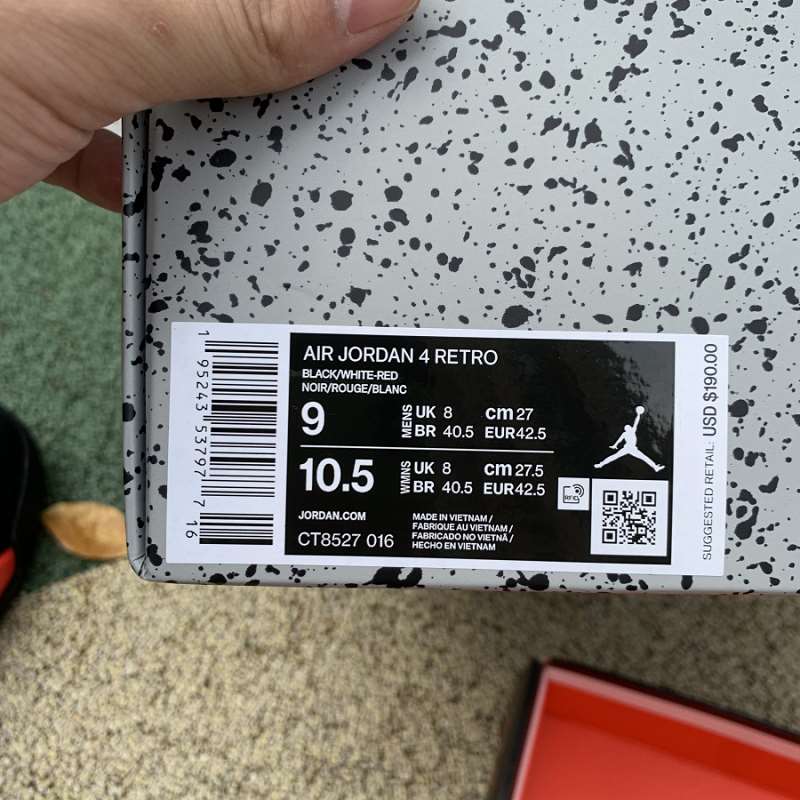 AIR JORDAN 4 RETRO
BLACK/WHITE-RED
NOIR/ROUGE/BLANC
9 MENS UK 8 cm 27
BR 40.5 EUR 42.5
10.5 WMNS UK 8 cm 27.5
BR 40.5 EUR 42.5
JORDAN.COM
CT8527 016
MADE IN VIETNAM /
FABRIQUE AU VIETNAM /
FABRICADO NO VIETNÃ /
HECHO EN VIETNAM
RFID
SUGGESTED RETAIL: USD $190.00
1 95243 53797 7 16